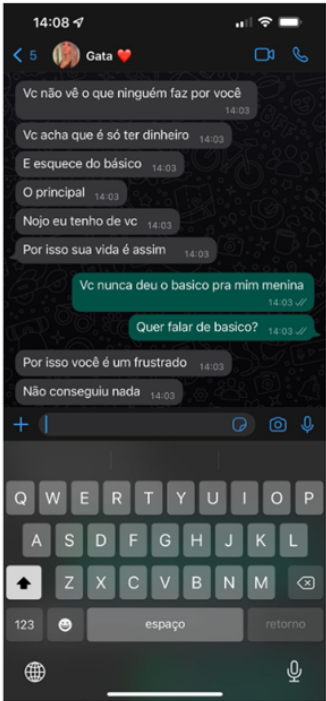 14:08
5 Gata ❤️
Vc não vê o que ninguém faz por você
14:03
Vc acha que é só ter dinheiro 14:03
E esquece do básico 14:03
O principal 14:03
Nojo eu tenho de vc 14:03
Por isso sua vida é assim 14:03
Vc nunca deu o basico pra mim menina
14:03
Quer falar de basico? 14:03
Por isso você é um frustrado 14:03
Não conseguiu nada 14:03
Q W E R T Y U I O P
A S D F G H J K L
Z X C V B N M
123 espaço retorno